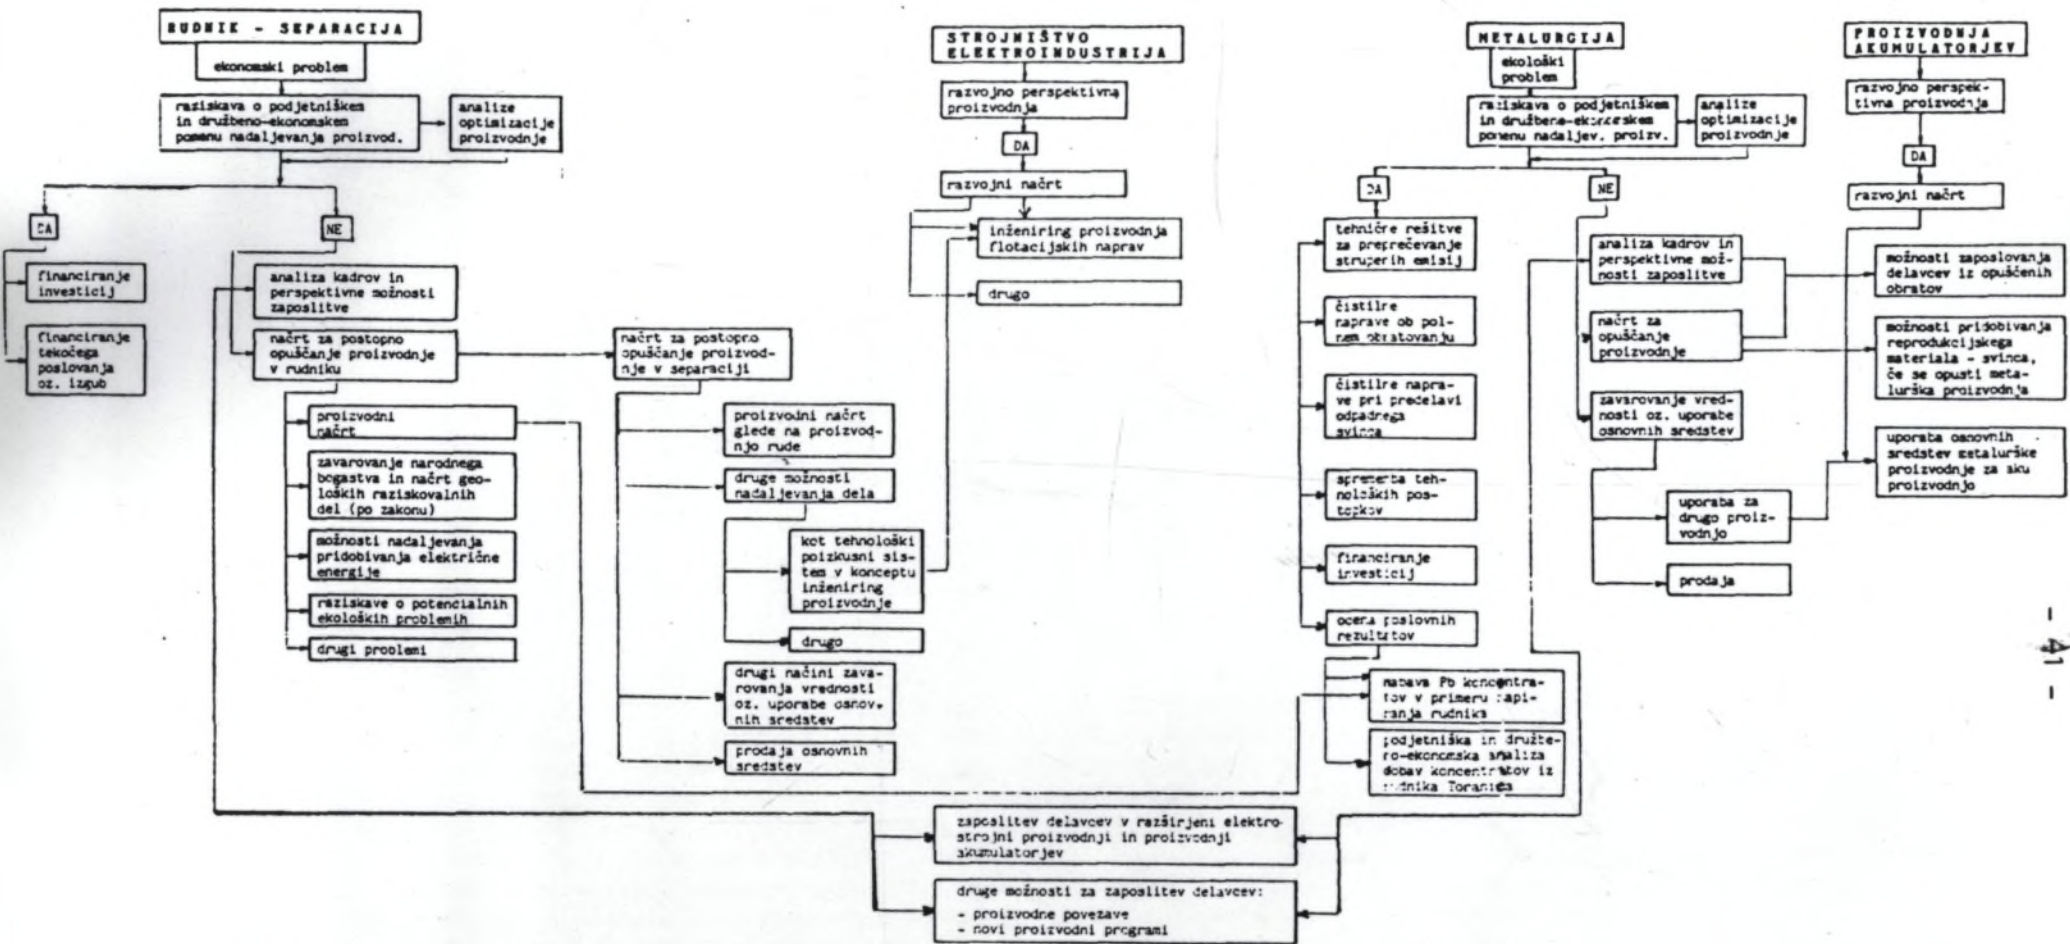 RUDNIK - SEPARACIJA
ekonomski problem
raziskava o podjetniškem
in družbeno-ekonomskem
pomenu nadaljevanja proizvod.
analize
optimizacije
proizvodnje
DA
NE
financiranje
investicij
financiranje
tekočega
poslovanja
oz. izgub
analiza kadrov in
perspektivne možnosti
zaposlitve
načrt za postopno
opuščanje proizvodnje
v rudniku
proizvodni
načrt
zavarovanje narodnega
bogastva in načrt geo-
loških raziskovalnih
del (po zakonu)
možnosti nadaljevanja
pridobivanja električne
energije
raziskave o potencialnih
ekoloških problemih
drugi problemi
načrt za postopno
opuščanje proizvod-
nje v separaciji
proizvodni načrt
glede na proizvod-
njo rude
druge možnosti
nadaljevanja dela
kot tehnološki
poizkusni sis-
tem v konceptu
inženiring
proizvodnje
drugo
drugi načini zava-
rovanja vrednosti
oz. uporabe osnov.
nih sredstev
prodaja osnovnih
sredstev
STROJNIŠTVO
ELEKTROINDUSTRIJA
razvojno perspektivna
proizvodnja
DA
razvojni načrt
inženiring proizvodnja
flotacijskih naprav
drugo
METALURGIJA
ekološki
problem
raziskava o podjetniškem
in družbeno-ekonomskem
pomenu nadaljev. proizv.
analize
optimizacije
proizvodnje
DA
NE
tehnične rešitve
za preprečevanje
strupenih emisij
čistilne
naprave ob pol-
nem obratovanju
čistilne napra-
ve pri predelavi
odpadnega
svinca
sprememba teh-
noloških pos-
topkov
financiranje
investicij
ocena poslovnih
rezultatov
nabava Pb koncentra-
tov v primeru zapi-
ranja rudnika
podjetniška in družbe-
no-ekonomska analiza
dobav koncentratov iz
rudnika Toranica
analiza kadrov in
perspektivne mož-
nosti zaposlitve
načrt za
opuščanje
proizvodnje
zavarovanje vred-
nosti oz. uporabe
osnovnih sredstev
uporaba za
drugo proiz-
vodnjo
prodaja
PROIZVODNJA
AKUMULATORJEV
razvojno perspek-
tivna proizvodnja
DA
razvojni načrt
možnosti zaposlovanja
delavcev iz opuščenih
obratov
možnosti pridobivanja
reprodukcijskega
materiala - svinca,
če se opusti meta-
lurška proizvodnja
uporaba osnovnih
sredstev metalurške
proizvodnje za aku
proizvodnjo
zaposlitev delavcev v razširjeni elektro-
strojni proizvodnji in proizvodnji
akumulatorjev
druge možnosti za zaposlitev delavcev:
- proizvodne povezave
- novi proizvodni programi
- 41 -